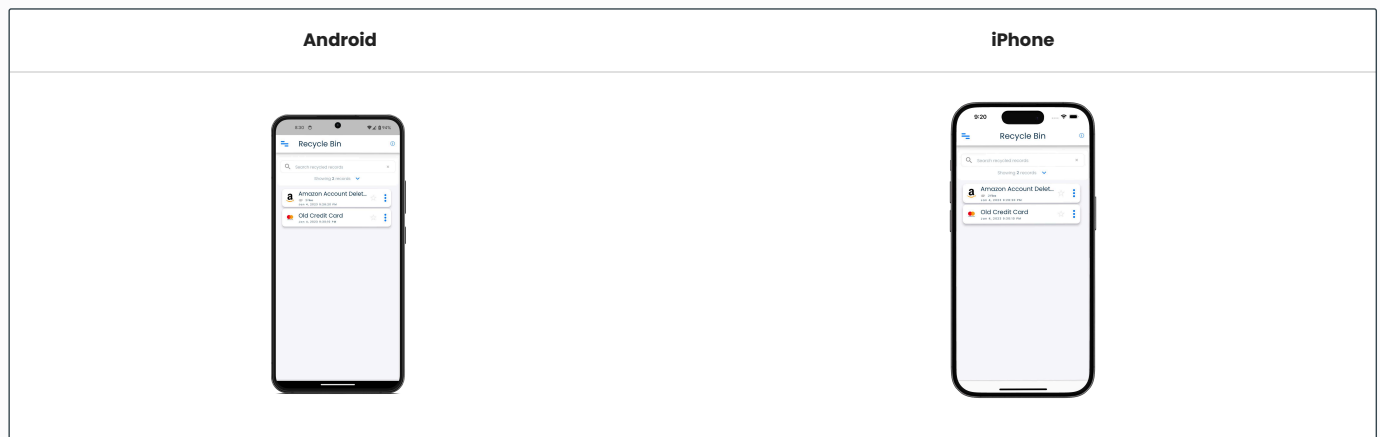 Android
iPhone
Recycle Bin
Search recycled records
Showing 2 records
Amazon Account Delet...
Old Credit Card
9:20
Recycle Bin
Search recycled records
Showing 2 records
Amazon Account Delet...
Old Credit Card